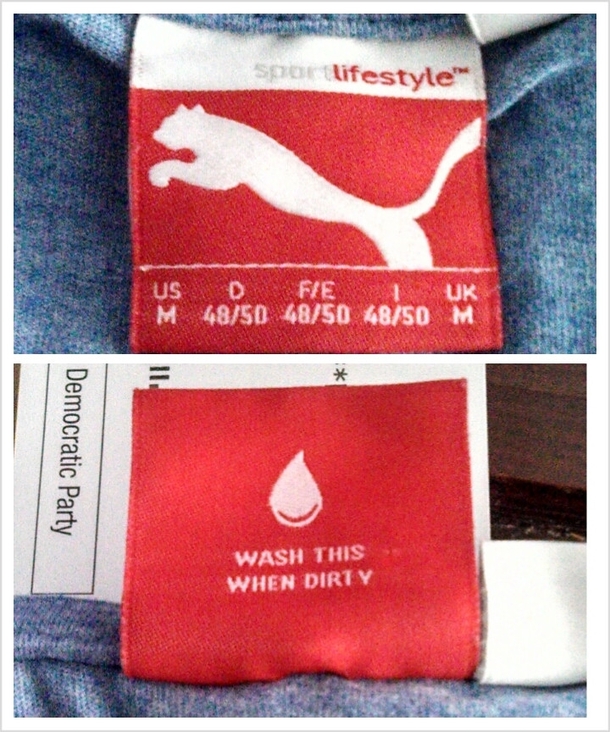 sportlifestyle™
US D F/E I UK
M 48/50 48/50 48/50 M
Democratic Party
WASH THIS
WHEN DIRTY